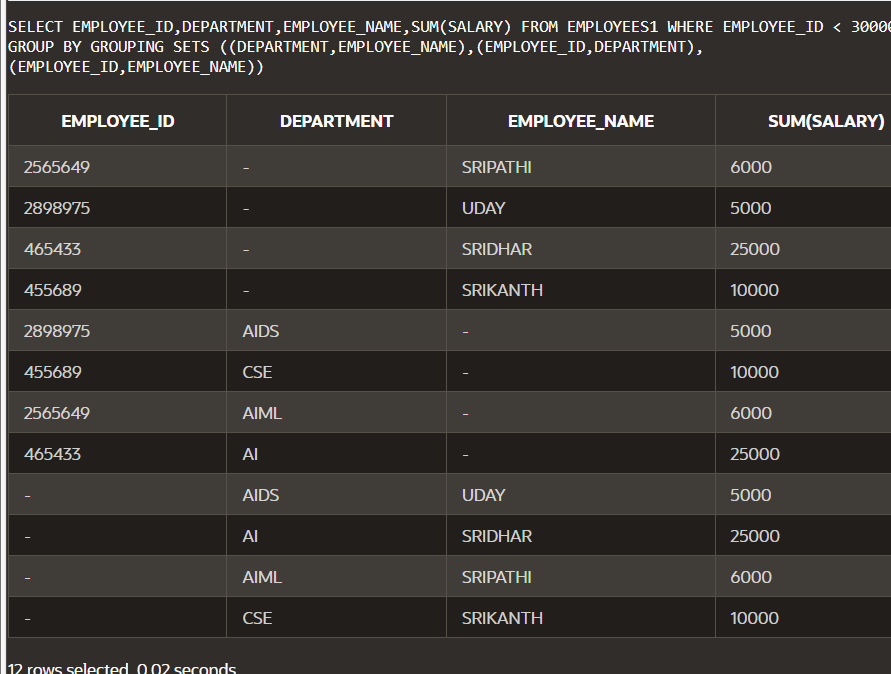 SELECT EMPLOYEE_ID,DEPARTMENT,EMPLOYEE_NAME,SUM(SALARY) FROM EMPLOYEES1 WHERE EMPLOYEE_ID < 30000
GROUP BY GROUPING SETS ((DEPARTMENT,EMPLOYEE_NAME),(EMPLOYEE_ID,DEPARTMENT),
(EMPLOYEE_ID,EMPLOYEE_NAME))
EMPLOYEE_ID DEPARTMENT EMPLOYEE_NAME SUM(SALARY)
2565649 - SRIPATHI 6000
2898975 - UDAY 5000
465433 - SRIDHAR 25000
455689 - SRIKANTH 10000
2898975 AIDS - 5000
455689 CSE - 10000
2565649 AIML - 6000
465433 AI - 25000
- AIDS UDAY 5000
- AI SRIDHAR 25000
- AIML SRIPATHI 6000
- CSE SRIKANTH 10000
12 rows selected. 0.02 seconds